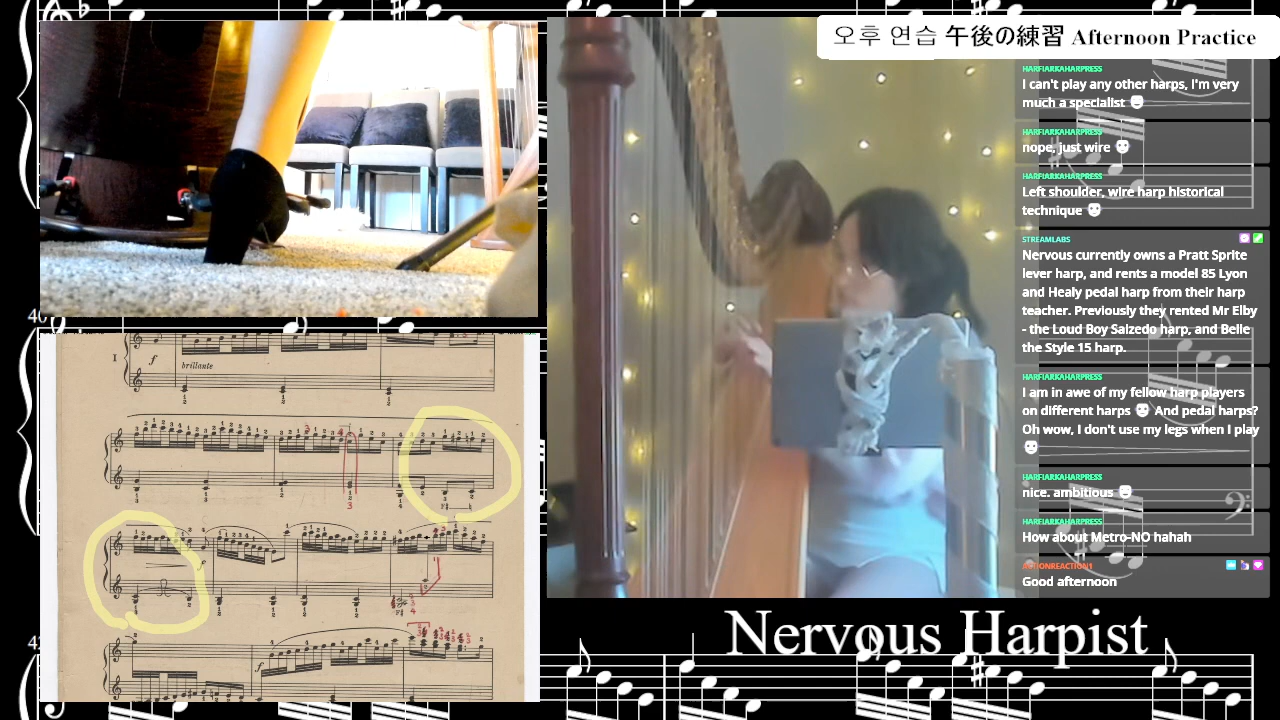 오후 연습 午後の練習 Afternoon Practice
HARFIARKAHARPRESS
I can't play any other harps, I'm very
much a specialist
HARFIARKAHARPRESS
nope, just wire
HARFIARKAHARPRESS
Left shoulder, wire harp historical
technique
STREAMLABS
Nervous currently owns a Pratt Sprite
lever harp, and rents a model 85 Lyon
and Healy pedal harp from their harp
teacher. Previously they rented Mr Elby
- the Loud Boy Salzedo harp, and Belle
the Style 15 harp.
HARFIARKAHARPRESS
I am in awe of my fellow harp players
on different harps And pedal harps?
Oh wow, I don't use my legs when I play
HARFIARKAHARPRESS
nice. ambitious
HARFIARKAHARPRESS
How about Metro-NO hahah
ACTIONREACTION1
Good afternoon
40
I
f
brillante
f
Nervous Harpist